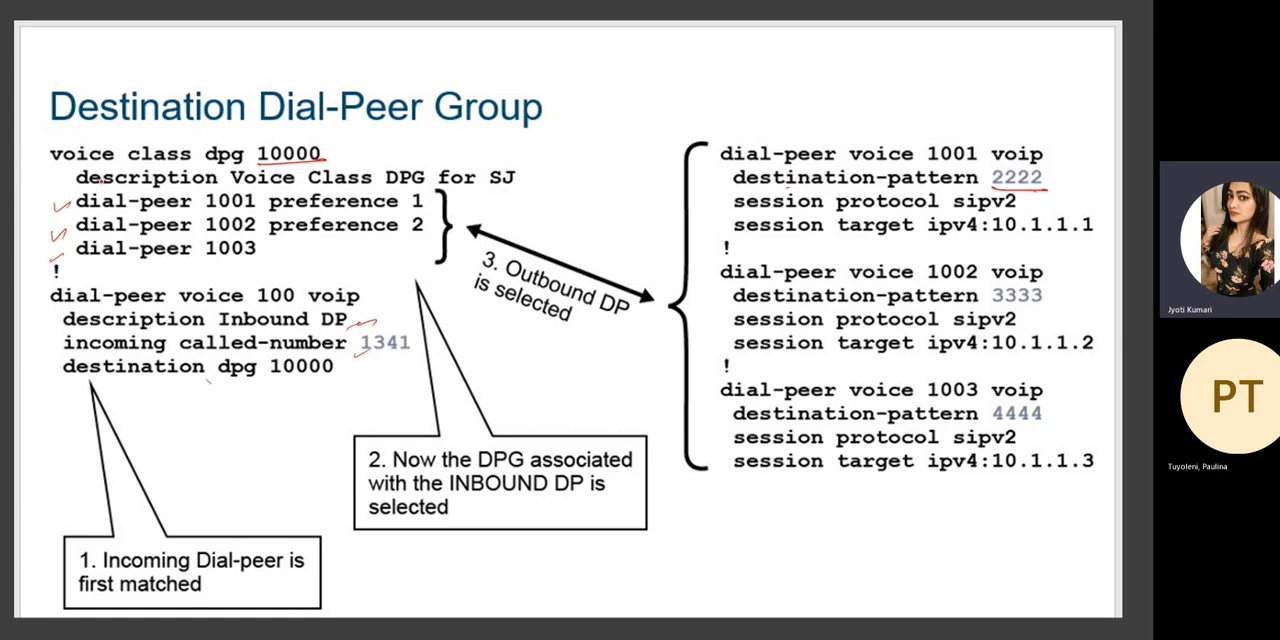 Destination Dial-Peer Group
voice class dpg 10000
description Voice Class DPG for SJ
dial-peer 1001 preference 1
dial-peer 1002 preference 2
dial-peer 1003
!
dial-peer voice 100 voip
description Inbound DP
incoming called-number 1341
destination dpg 10000
1. Incoming Dial-peer is
first matched
2. Now the DPG associated
with the INBOUND DP is
selected
3. Outbound DP
is selected
dial-peer voice 1001 voip
destination-pattern 2222
session protocol sipv2
session target ipv4:10.1.1.1
!
dial-peer voice 1002 voip
destination-pattern 3333
session protocol sipv2
session target ipv4:10.1.1.2
!
dial-peer voice 1003 voip
destination-pattern 4444
session protocol sipv2
session target ipv4:10.1.1.3
Jyoti Kumari
PT
Tuyoleni, Paulina